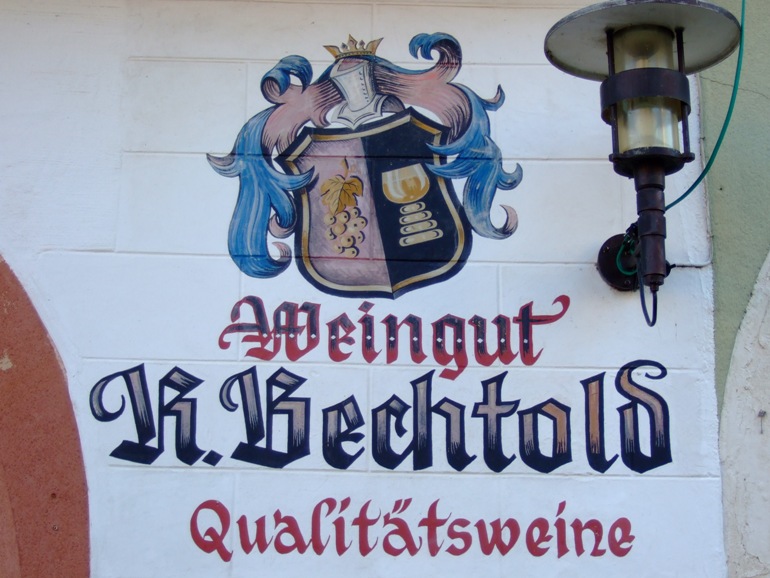 Weingut
R. Bechtold
Qualitätsweine